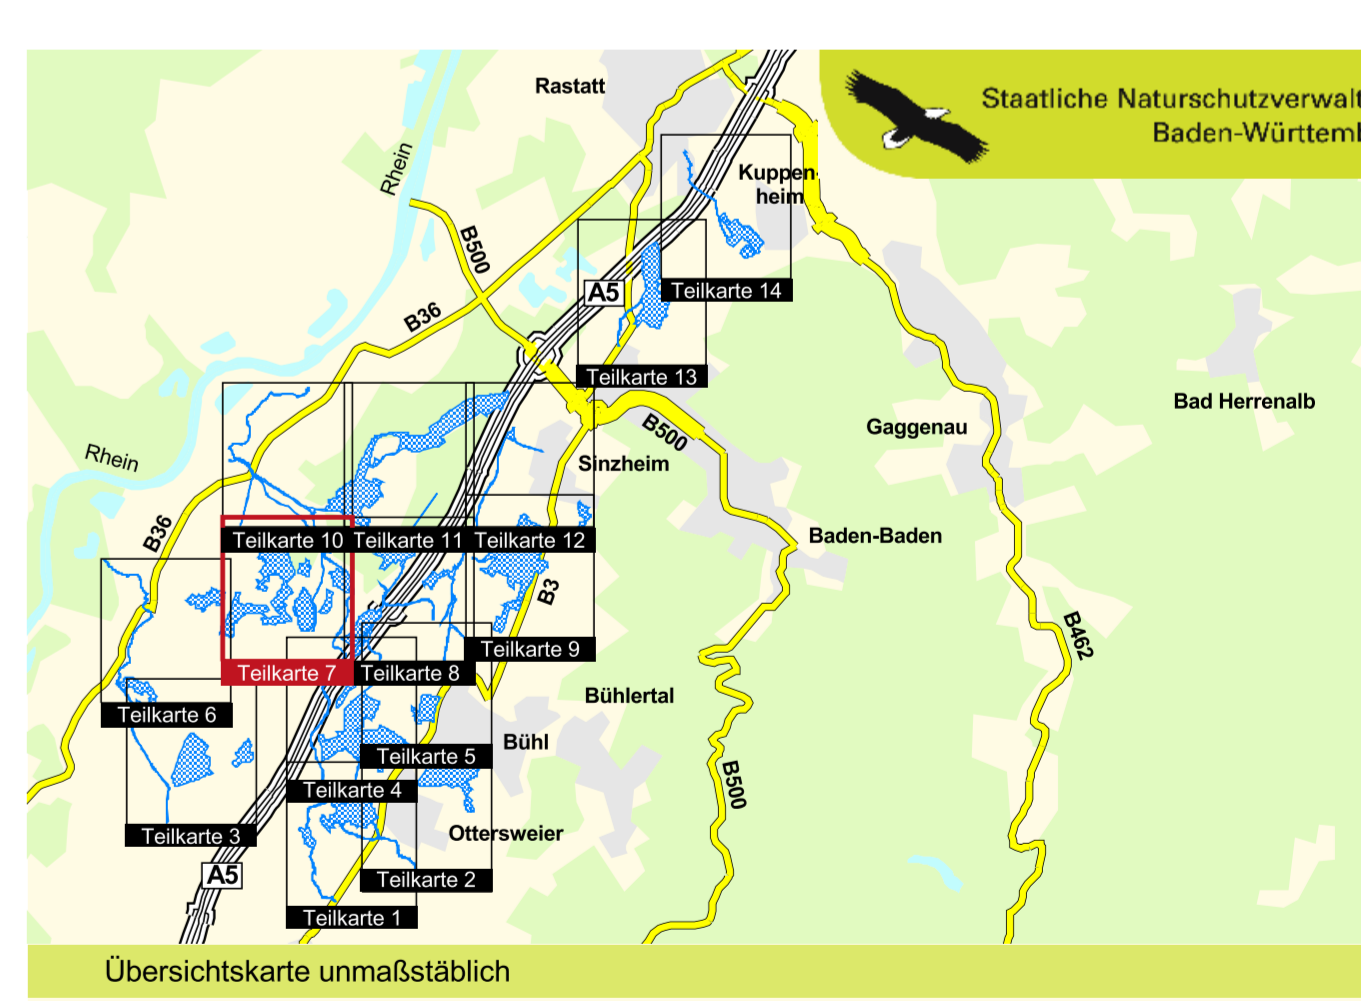 Rastatt
Staatliche Naturschutzverwalt
Baden-Württemb
Rhein
Kuppen-
heim
B500
A5
Teilkarte 14
B36
Teilkarte 13
Bad Herrenalb
Gaggenau
B500
Sinzheim
Rhein
B36
Teilkarte 10
Teilkarte 11
Teilkarte 12
Baden-Baden
B3
B462
Teilkarte 9
Teilkarte 7
Teilkarte 8
Bühlertal
Teilkarte 6
Bühl
Teilkarte 5
B500
Teilkarte 4
Teilkarte 3
Ottersweier
A5
Teilkarte 2
Teilkarte 1
Übersichtskarte unmaßstäblich